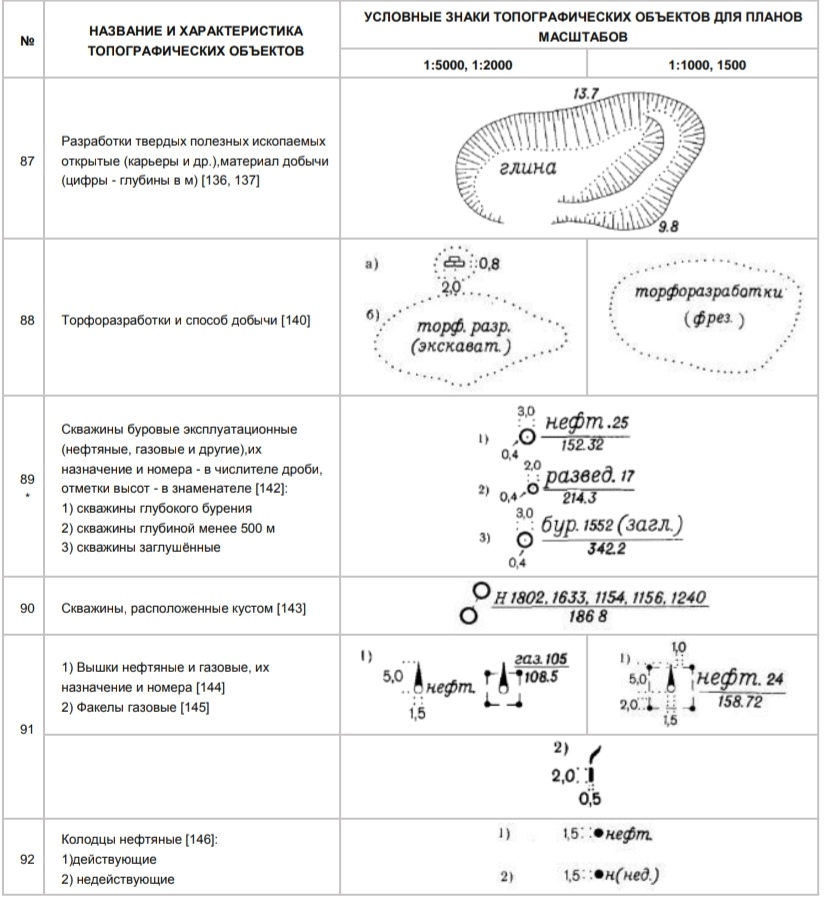 №
НАЗВАНИЕ И ХАРАКТЕРИСТИКА
ТОПОГРАФИЧЕСКИХ ОБЪЕКТОВ
УСЛОВНЫЕ ЗНАКИ ТОПОГРАФИЧЕСКИХ ОБЪЕКТОВ ДЛЯ ПЛАНОВ
МАСШТАБОВ
1:5000, 1:2000
1:1000, 1500
87
Разработки твердых полезных ископаемых
открытые (карьеры и др.),материал добычи
(цифры - глубины в м) [136, 137]
13.7
глина
9.8
88
Торфоразработки и способ добычи [140]
а)
0,8
2,0
б)
торф. разр.
(экскават.)
торфоразработки
(фрез.)
89
*
Скважины буровые эксплуатационные
(нефтяные, газовые и другие),их
назначение и номера - в числителе дроби,
отметки высот - в знаменателе [142]:
1) скважины глубокого бурения
2) скважины глубиной менее 500 м
3) скважины заглушённые
1)
3,0
0,4
нефт.25
152.32
2)
2,0
0,4
развед. 17
214.3
3)
3,0
0,4
бур. 1552 (загл.)
342.2
90
Скважины, расположенные кустом [143]
Н 1802, 1633, 1154, 1156, 1240
186 8
91
1) Вышки нефтяные и газовые, их
назначение и номера [144]
2) Факелы газовые [145]
1)
5,0
1,5
нефт.
газ.105
108.5
1)
1,0
5,0
2,0
1,5
нефт. 24
158.72
2)
2,0
0,5
92
Колодцы нефтяные [146]:
1)действующие
2) недействующие
1)
1,5
нефт.
2)
1,5
н(нед.)